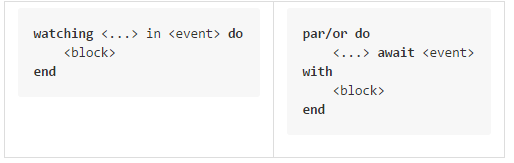 watching <...> in <event> do
    <block>
end
par/or do
    <...> await <event>
with
    <block>
end